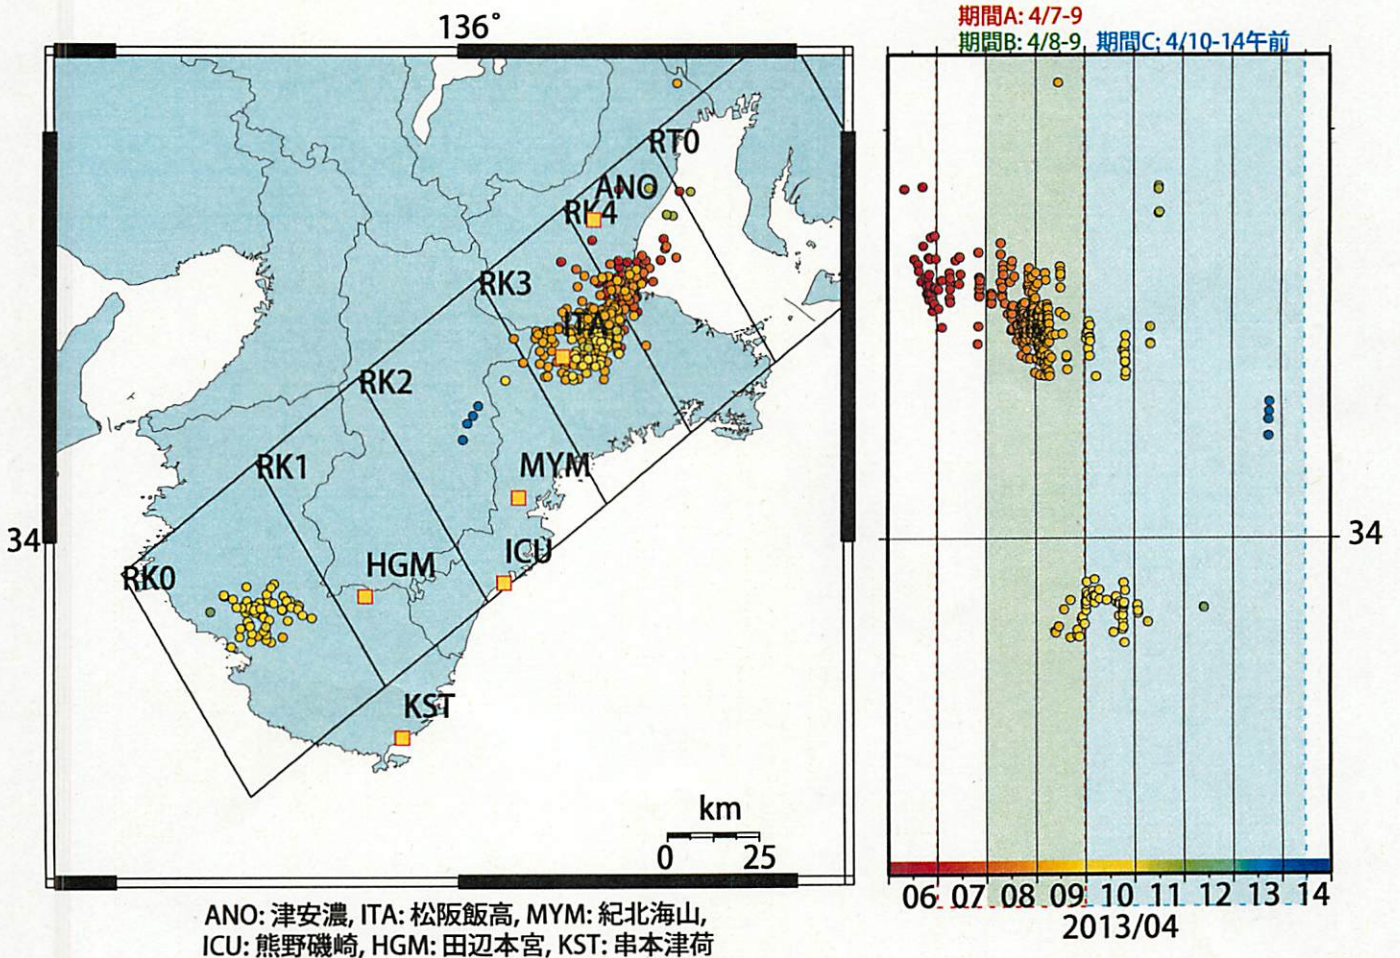 期間A: 4/7-9
136°
期間B: 4/8-9 期間C: 4/10-14午前
RT0
ANO
RK4
RK3
ITA
RK2
RK1
MYM
34
34
ICU
HGM
RK0
KST
km
0 25
06 07 08 09 10 11 12 13 14
2013/04
ANO: 津安濃, ITA: 松阪飯高, MYM: 紀北海山,
ICU: 熊野磯崎, HGM: 田辺本宮, KST: 串本津荷